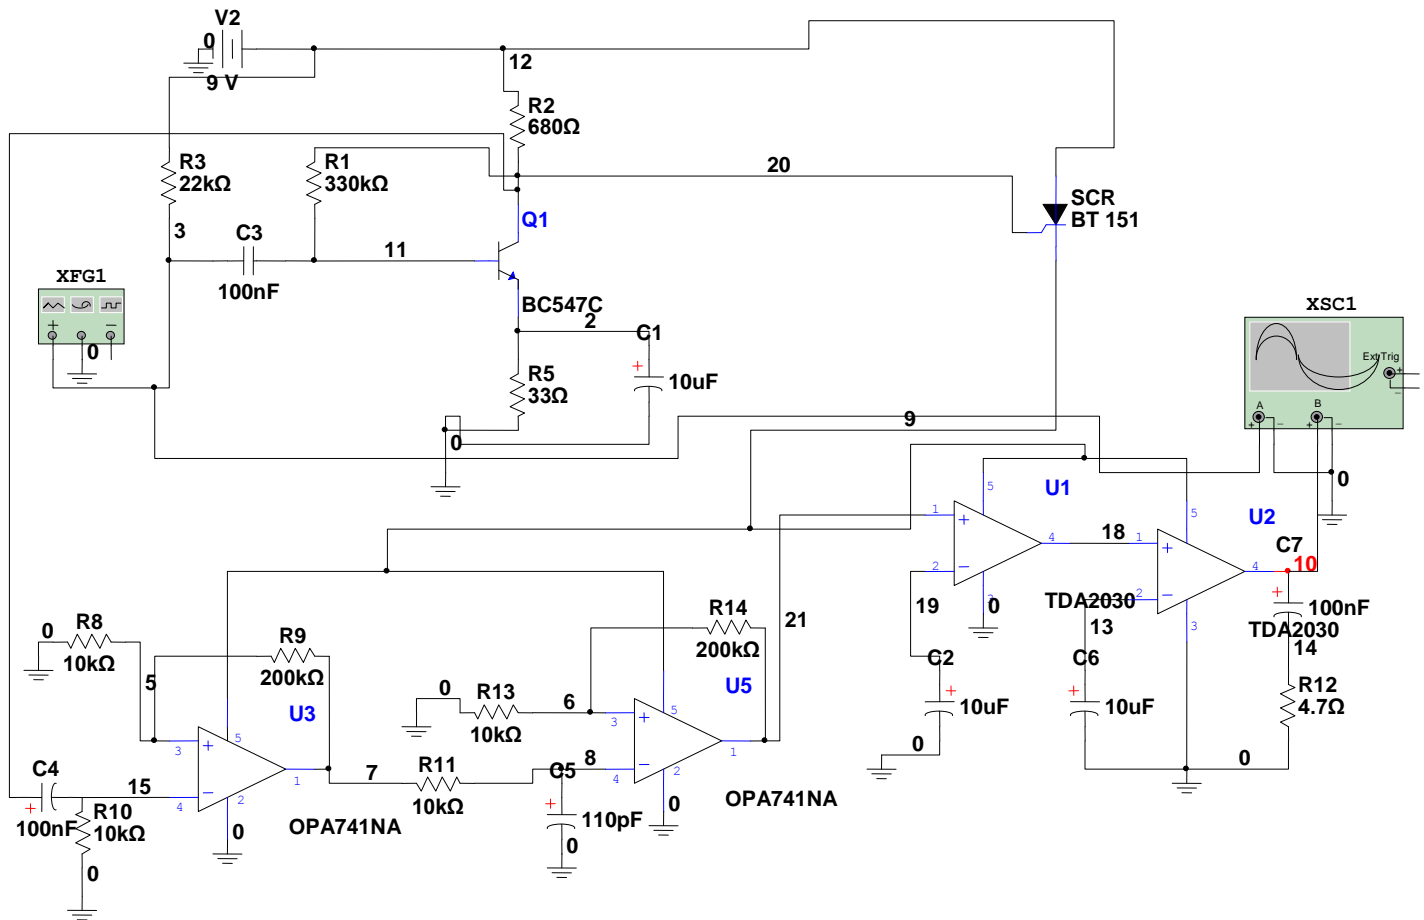 V2
0
9 V
12
R2
680Ω
R3
22kΩ
R1
330kΩ
20
SCR
BT 151
Q1
3
C3
11
100nF
XFG1
+
−
0
BC547C
2
C1
+
10uF
R5
33Ω
0
9
XSC1
Ext Trig
+
−
A
B
+
−
+
−
0
U1
5
1
+
2
−
4
3
0
18
U2
5
1
+
2
−
4
3
C7
10
+
100nF
TDA2030
TDA2030
14
19
13
C2
+
10uF
0
C6
+
10uF
R12
4.7Ω
0
R8
0
10kΩ
5
R9
200kΩ
U3
3
+
5
4
−
2
1
0
OPA741NA
C4
+
100nF
15
R10
10kΩ
0
7
R11
10kΩ
0
R13
10kΩ
6
R14
200kΩ
21
U5
3
+
5
8
4
−
2
1
C5
+
110pF
0
0
OPA741NA